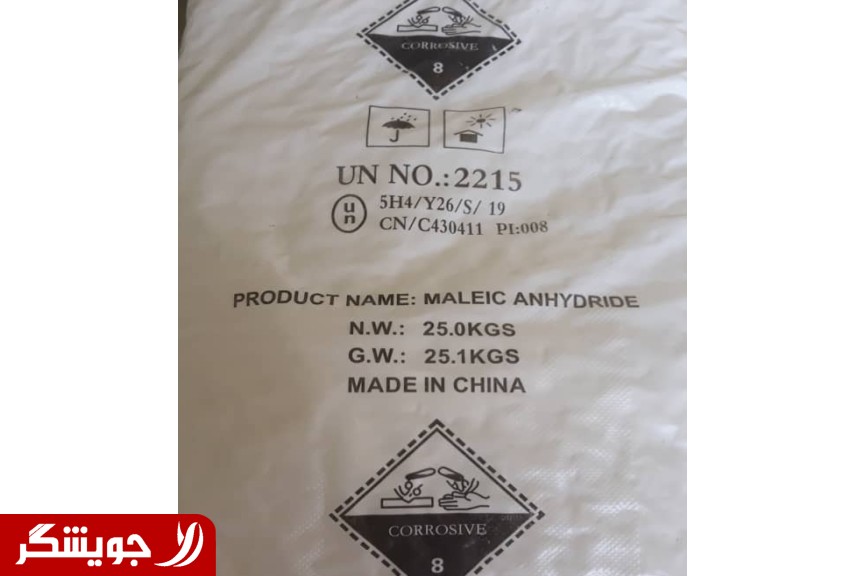 CORROSIVE
8
UN NO.:2215
un
5H4/Y26/S/ 19
CN/C430411 PI:008
PRODUCT NAME: MALEIC ANHYDRIDE
N.W.: 25.0KGS
G.W.: 25.1KGS
MADE IN CHINA
CORROSIVE
8
جویشگر